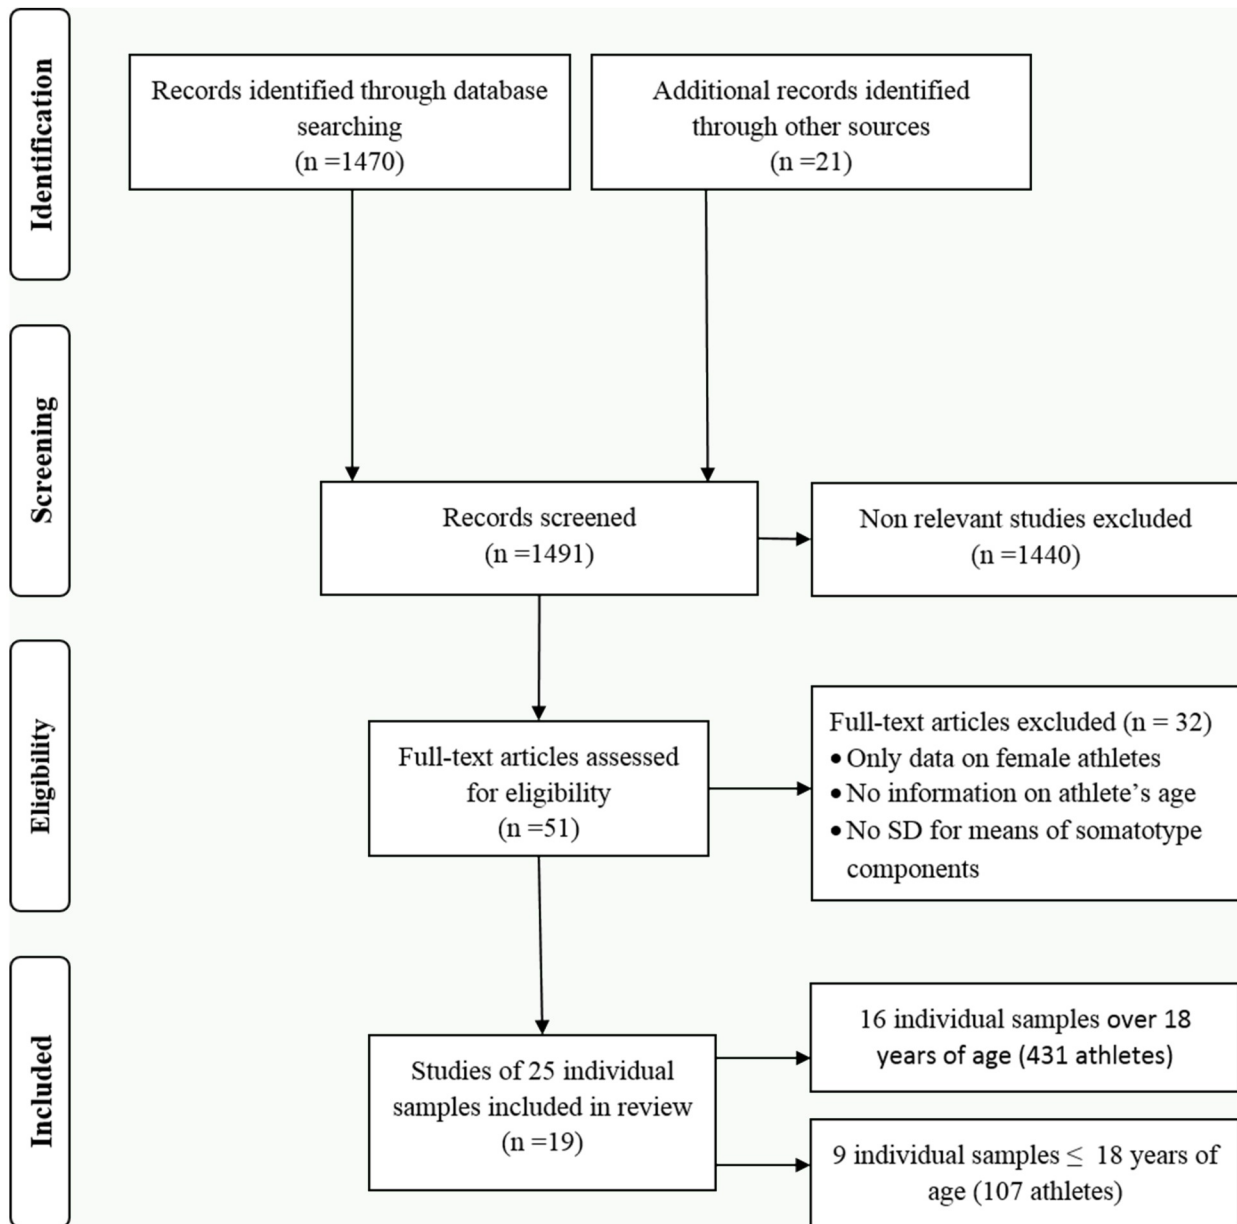 Identification
Records identified through database
searching
(n =1470)
Additional records identified
through other sources
(n =21)
Screening
Records screened
(n =1491)
Non relevant studies excluded
(n =1440)
Eligibility
Full-text articles assessed
for eligibility
(n =51)
Full-text articles excluded (n = 32)
• Only data on female athletes
• No information on athlete’s age
• No SD for means of somatotype
components
Included
Studies of 25 individual
samples included in review
(n =19)
16 individual samples over 18
years of age (431 athletes)
9 individual samples ≤ 18 years of
age (107 athletes)